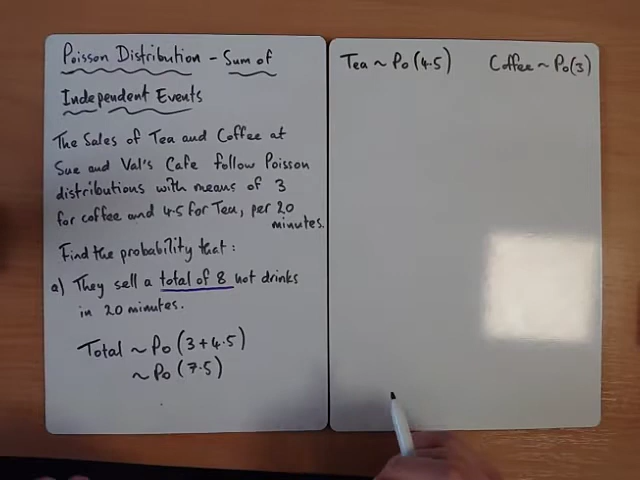 Poisson Distribution - Sum of
Independent Events
The Sales of Tea and Coffee at
Sue and Val's Cafe follow Poisson
distributions with means of 3
for coffee and 4.5 for Tea, per 20
minutes.
Find the probability that:
a) They sell a total of 8 hot drinks
in 20 minutes.
Total ~ Po (3+4.5)
~ Po (7.5)
Tea ~ Po (4.5)
Coffee ~ Po(3)